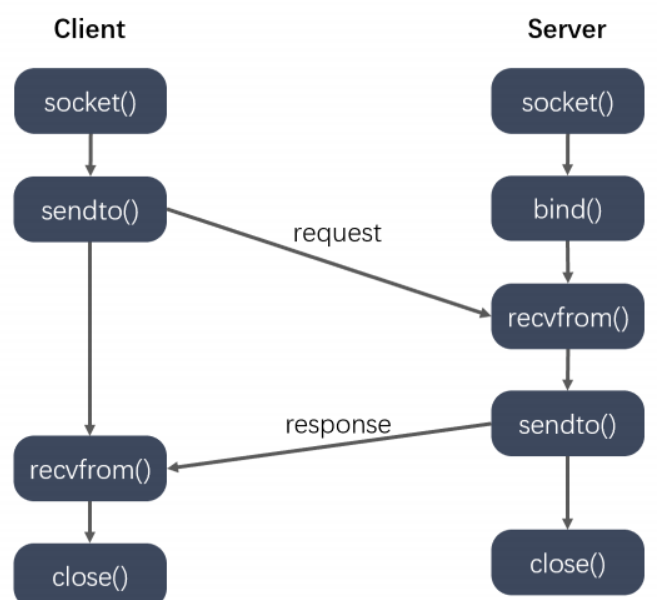 Client
Server
socket()
socket()
sendto()
bind()
request
recvfrom()
response
sendto()
recvfrom()
close()
close()